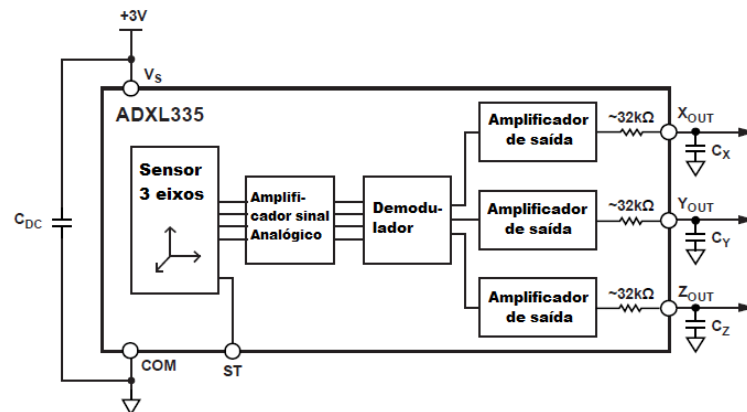 +3V
VS
ADXL335
Sensor
3 eixos
Amplifi-
cador sinal
Analógico
Demodu-
lador
Amplificador
de saída
~32kΩ
XOUT
CX
Amplificador
de saída
~32kΩ
YOUT
CY
Amplificador
de saída
~32kΩ
ZOUT
CZ
CDC
COM
ST